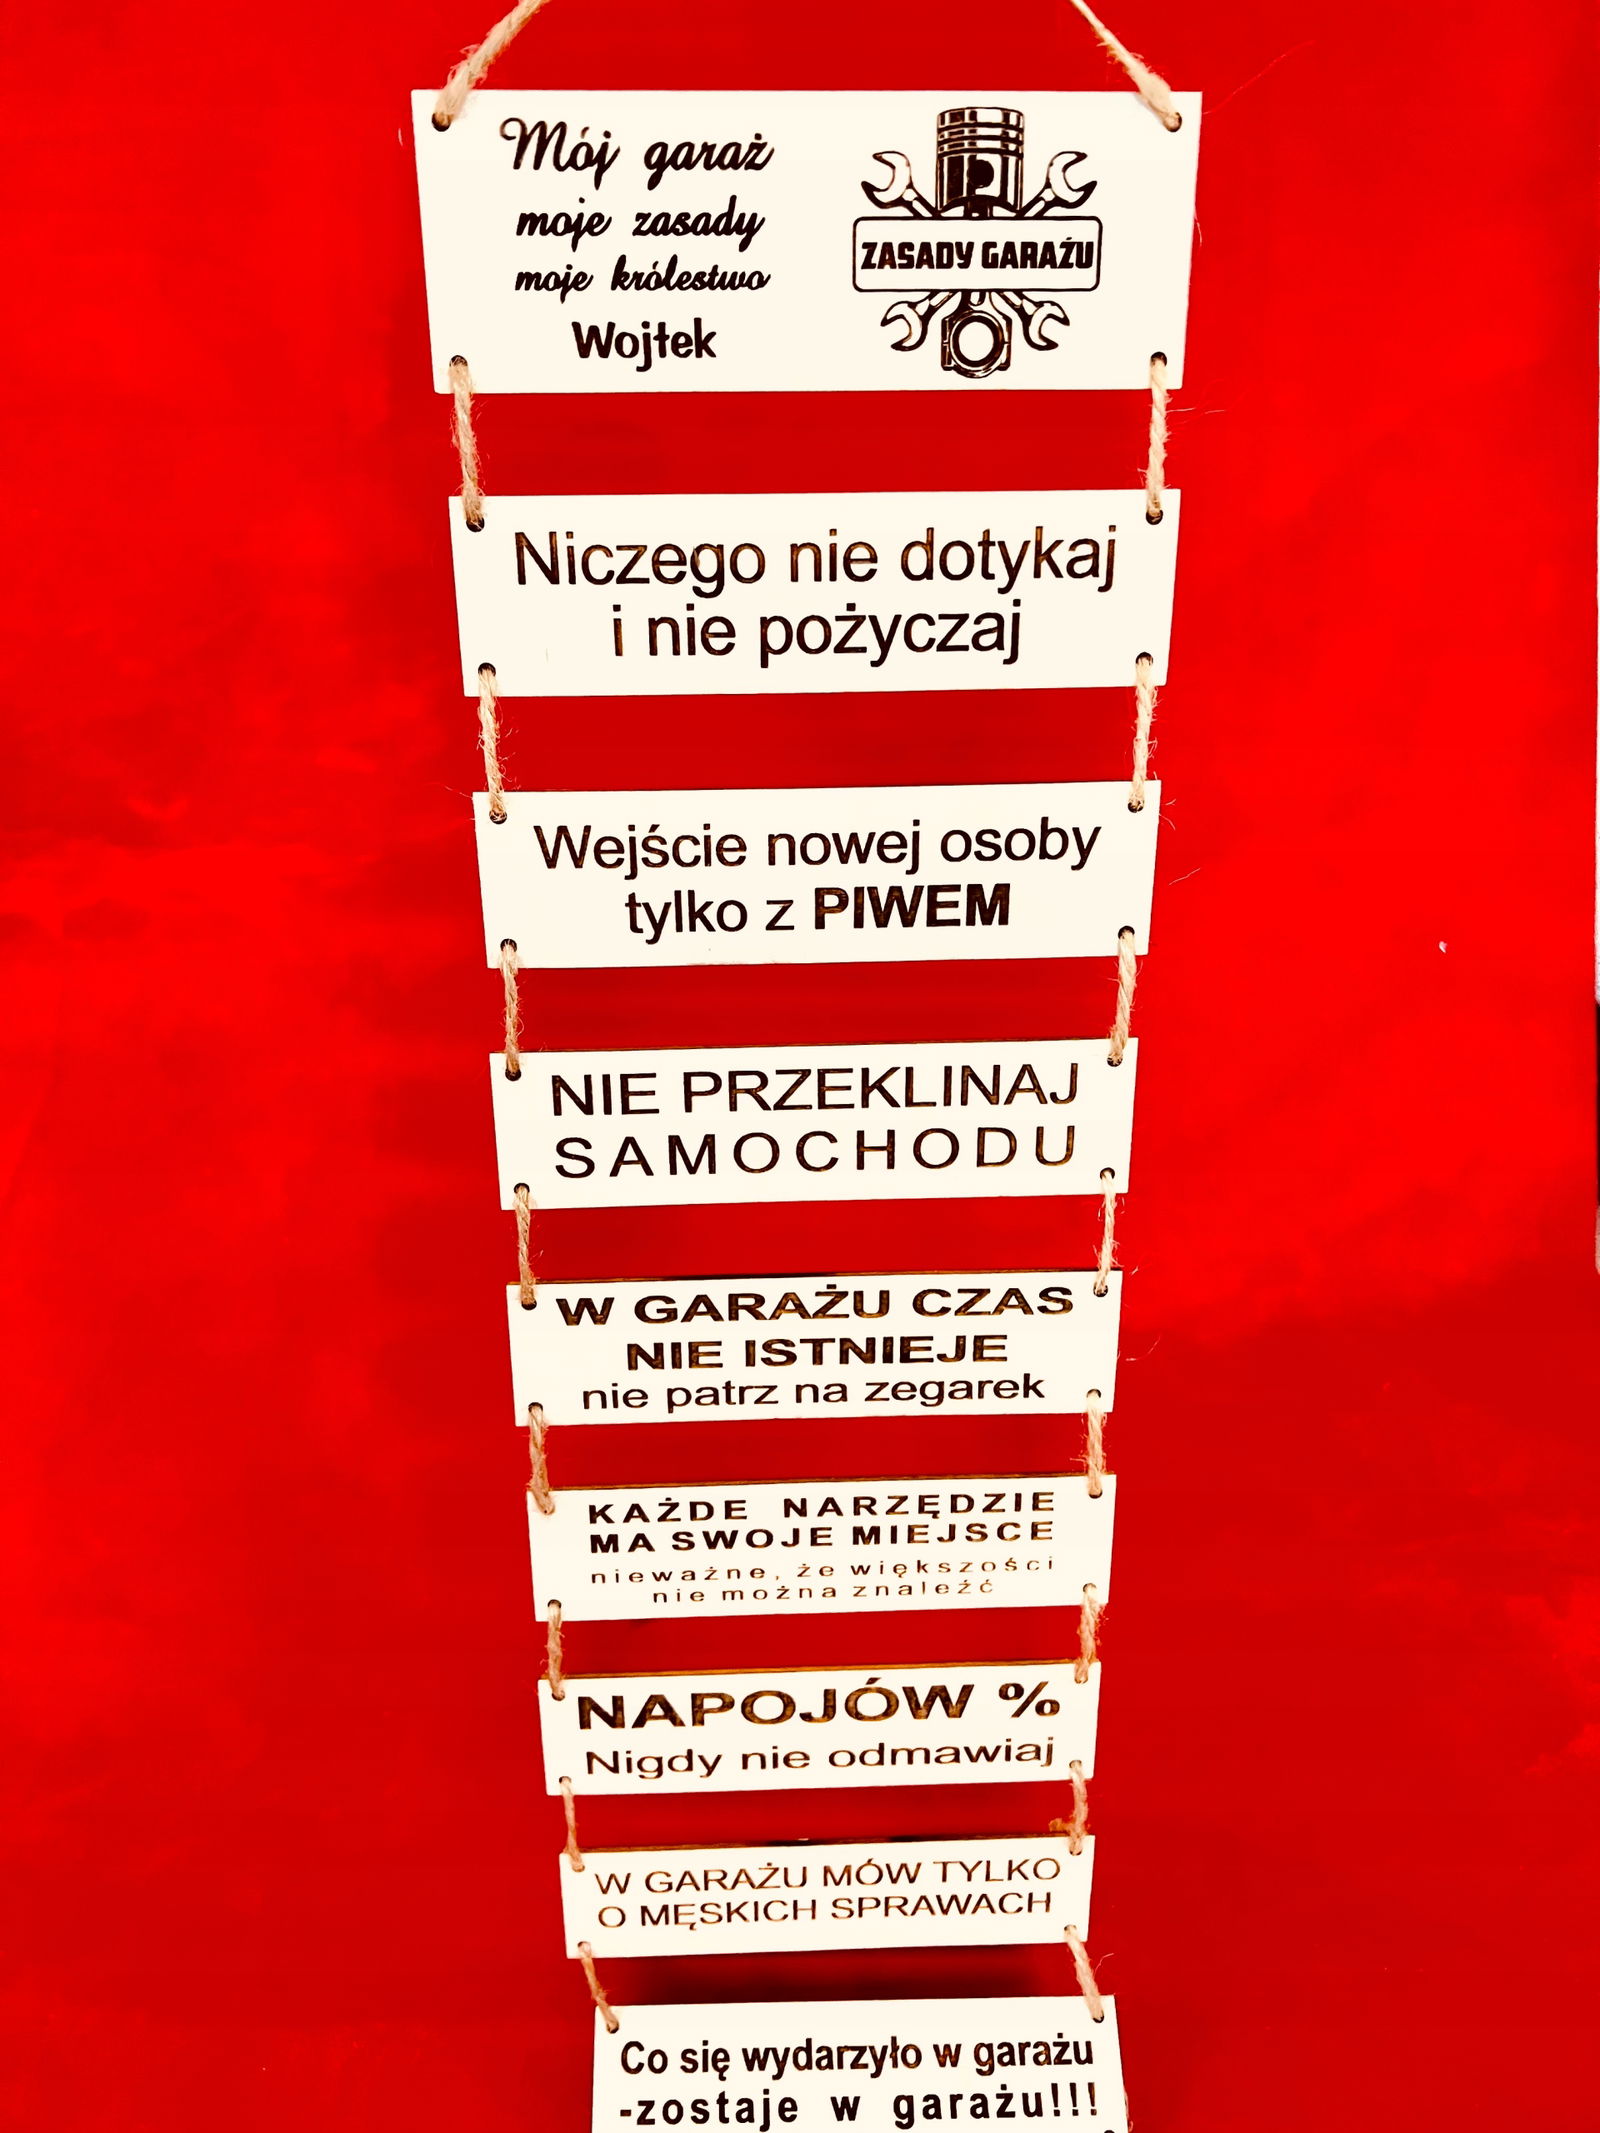 Mój garaż
moje zasady
moje królestwo
Wojtek
ZASADY GARAŻU
Niczego nie dotykaj
i nie pożyczaj
Wejście nowej osoby
tylko z PIWEM
NIE PRZEKLINAJ
SAMOCHODU
W GARAŻU CZAS
NIE ISTNIEJE
nie patrz na zegarek
KAŻDE NARZĘDZIE
MA SWOJE MIEJSCE
nieważne, że większości
nie można znaleźć
NAPOJÓW %
Nigdy nie odmawiaj
W GARAŻU MÓW TYLKO
O MĘSKICH SPRAWACH
Co się wydarzyło w garażu
-zostaje w garażu!!!